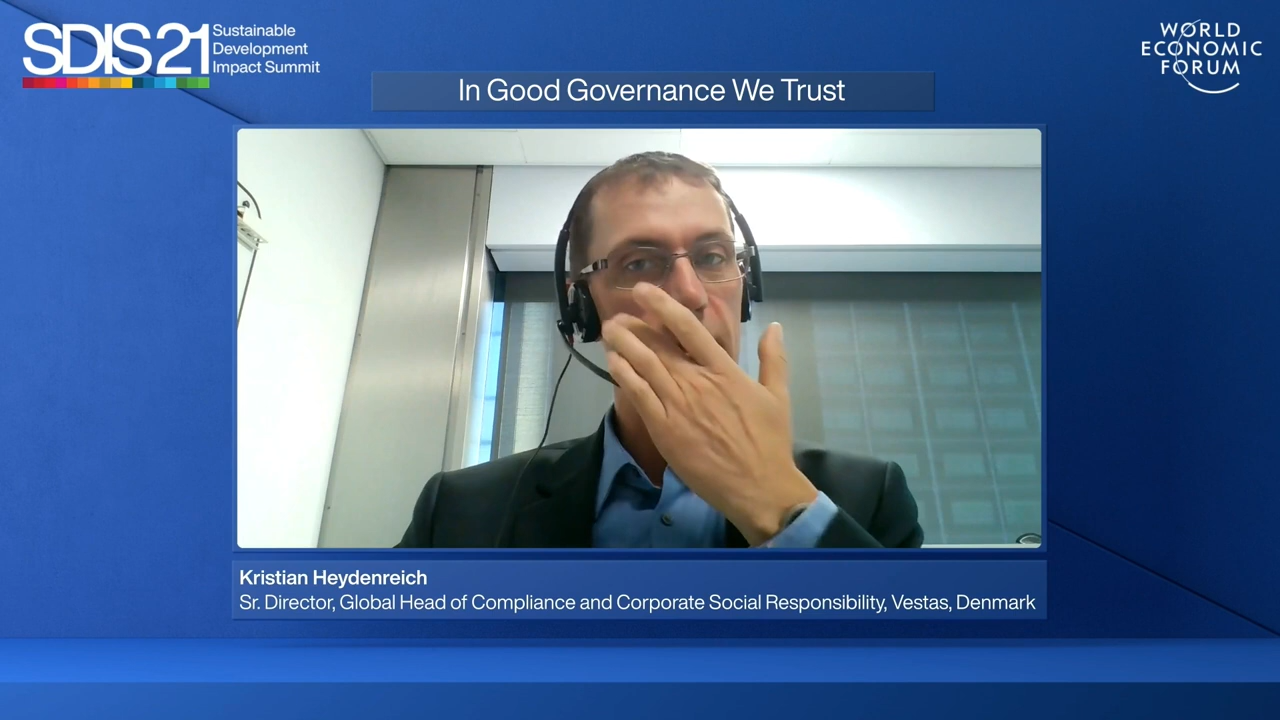 SDIS21
Sustainable
Development
Impact Summit
WORLD
ECONOMIC
FORUM
In Good Governance We Trust
Kristian Heydenreich
Sr. Director, Global Head of Compliance and Corporate Social Responsibility, Vestas, Denmark